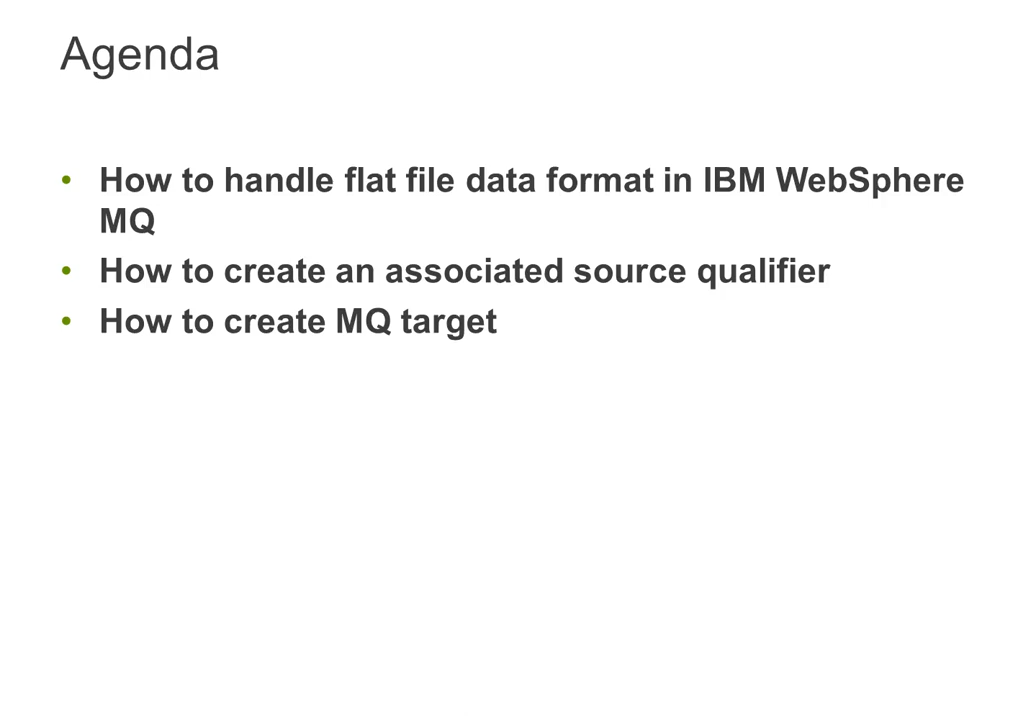 Agenda
• How to handle flat file data format in IBM WebSphere
MQ
• How to create an associated source qualifier
• How to create MQ target